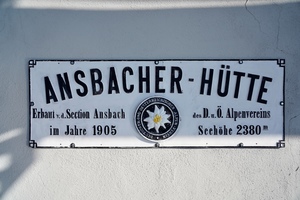 ANSBACHER-HÜTTE
Erbaut v.d. Section Ansbach des D.u.Ö. Alpenvereins
im Jahre 1905 Seehöhe 2380m